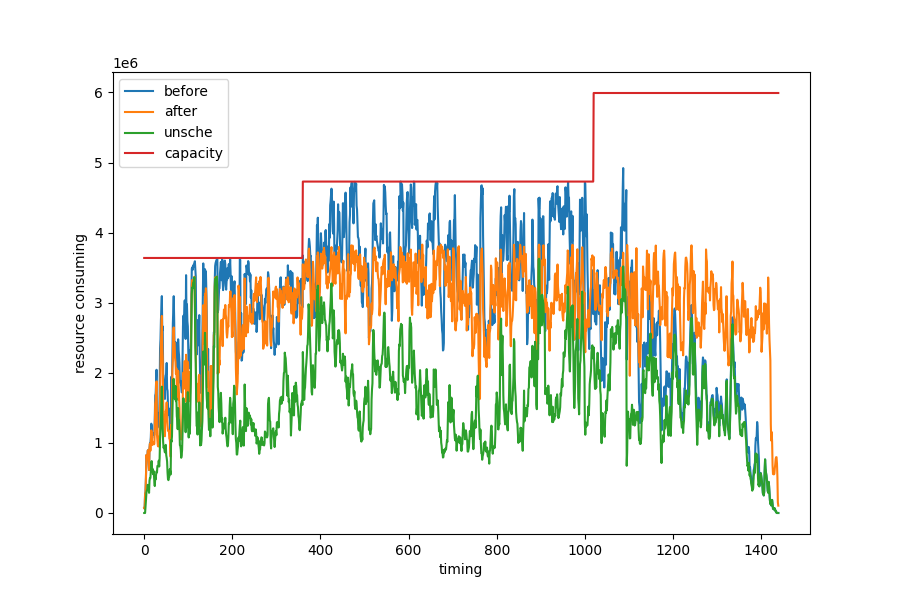 1e6
before
after
unsche
capacity
6
5
4
3
2
1
0
resource consuming
0 200 400 600 800 1000 1200 1400
timing